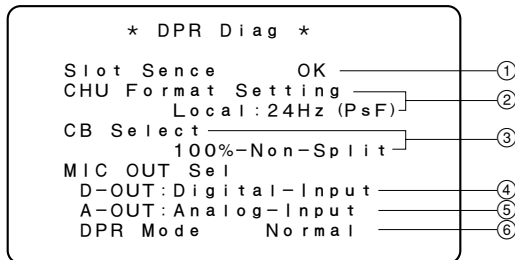 * DPR Diag *
Slot Sence OK ①
CHU Format Setting
Local:24Hz (PsF) ②
CB Select
100%-Non-Split ③
MIC OUT Sel
D-OUT:Digital-Input ④
A-OUT:Analog-Input ⑤
DPR Mode Normal ⑥